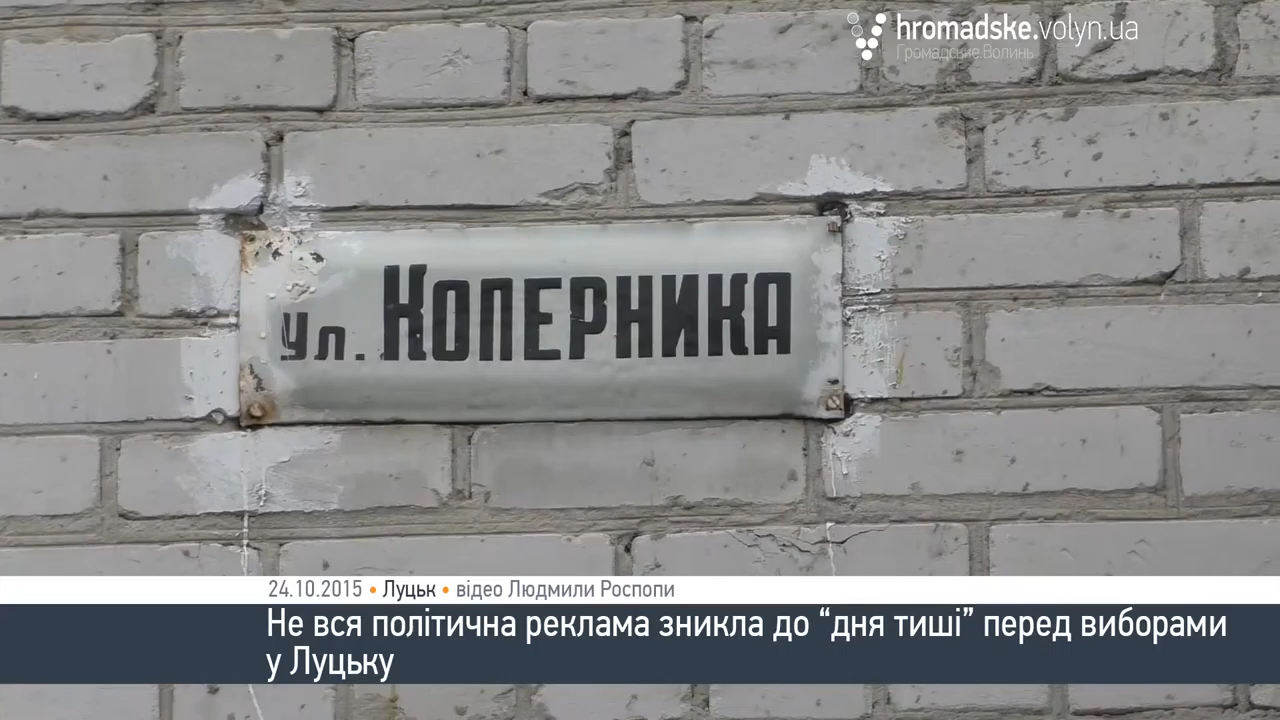 hromadske.volyn.ua
Громадське.Волинь
ул. Коперника
24.10.2015 • Луцьк • відео Людмили Роспопи
Не вся політична реклама зникла до “дня тиші” перед виборами
у Луцьку